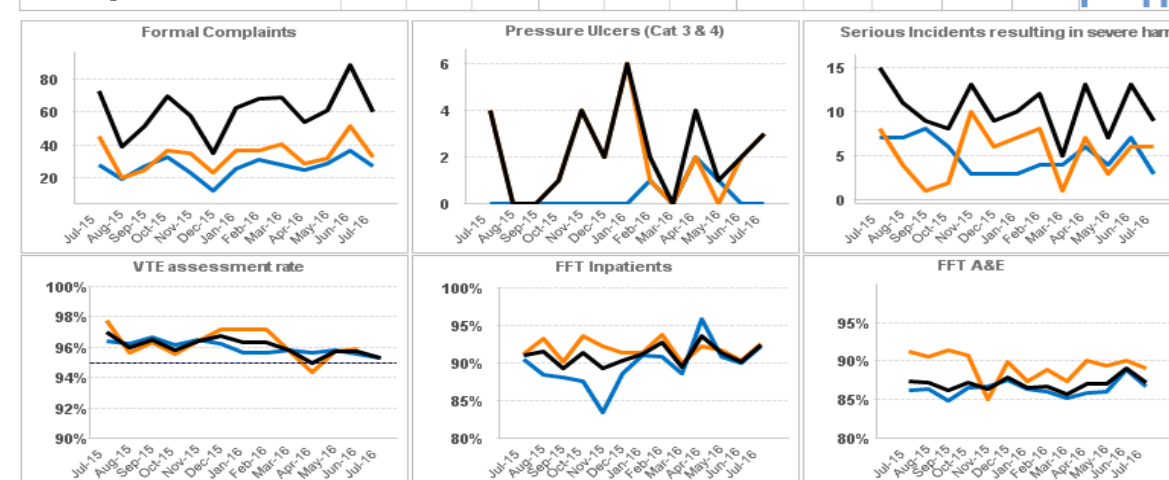 Formal Complaints
80
60
40
20
Jul-15 Aug-15 Sep-15 Oct-15 Nov-15 Dec-15 Jan-16 Feb-16 Mar-16 Apr-16 May-16 Jun-16 Jul-16
Pressure Ulcers (Cat 3 & 4)
6
4
2
0
Jul-15 Aug-15 Sep-15 Oct-15 Nov-15 Dec-15 Jan-16 Feb-16 Mar-16 Apr-16 May-16 Jun-16 Jul-16
Serious Incidents resulting in severe harm
15
10
5
0
Jul-15 Aug-15 Sep-15 Oct-15 Nov-15 Dec-15 Jan-16 Feb-16 Mar-16 Apr-16 May-16 Jun-16 Jul-16
VTE assessment rate
100%
98%
96%
94%
92%
90%
Jul-15 Aug-15 Sep-15 Oct-15 Nov-15 Dec-15 Jan-16 Feb-16 Mar-16 Apr-16 May-16 Jun-16 Jul-16
FFT Inpatients
100%
95%
90%
85%
80%
Jul-15 Aug-15 Sep-15 Oct-15 Nov-15 Dec-15 Jan-16 Feb-16 Mar-16 Apr-16 May-16 Jun-16 Jul-16
FFT A&E
95%
90%
85%
80%
Jul-15 Aug-15 Sep-15 Oct-15 Nov-15 Dec-15 Jan-16 Feb-16 Mar-16 Apr-16 May-16 Jun-16 Jul-16